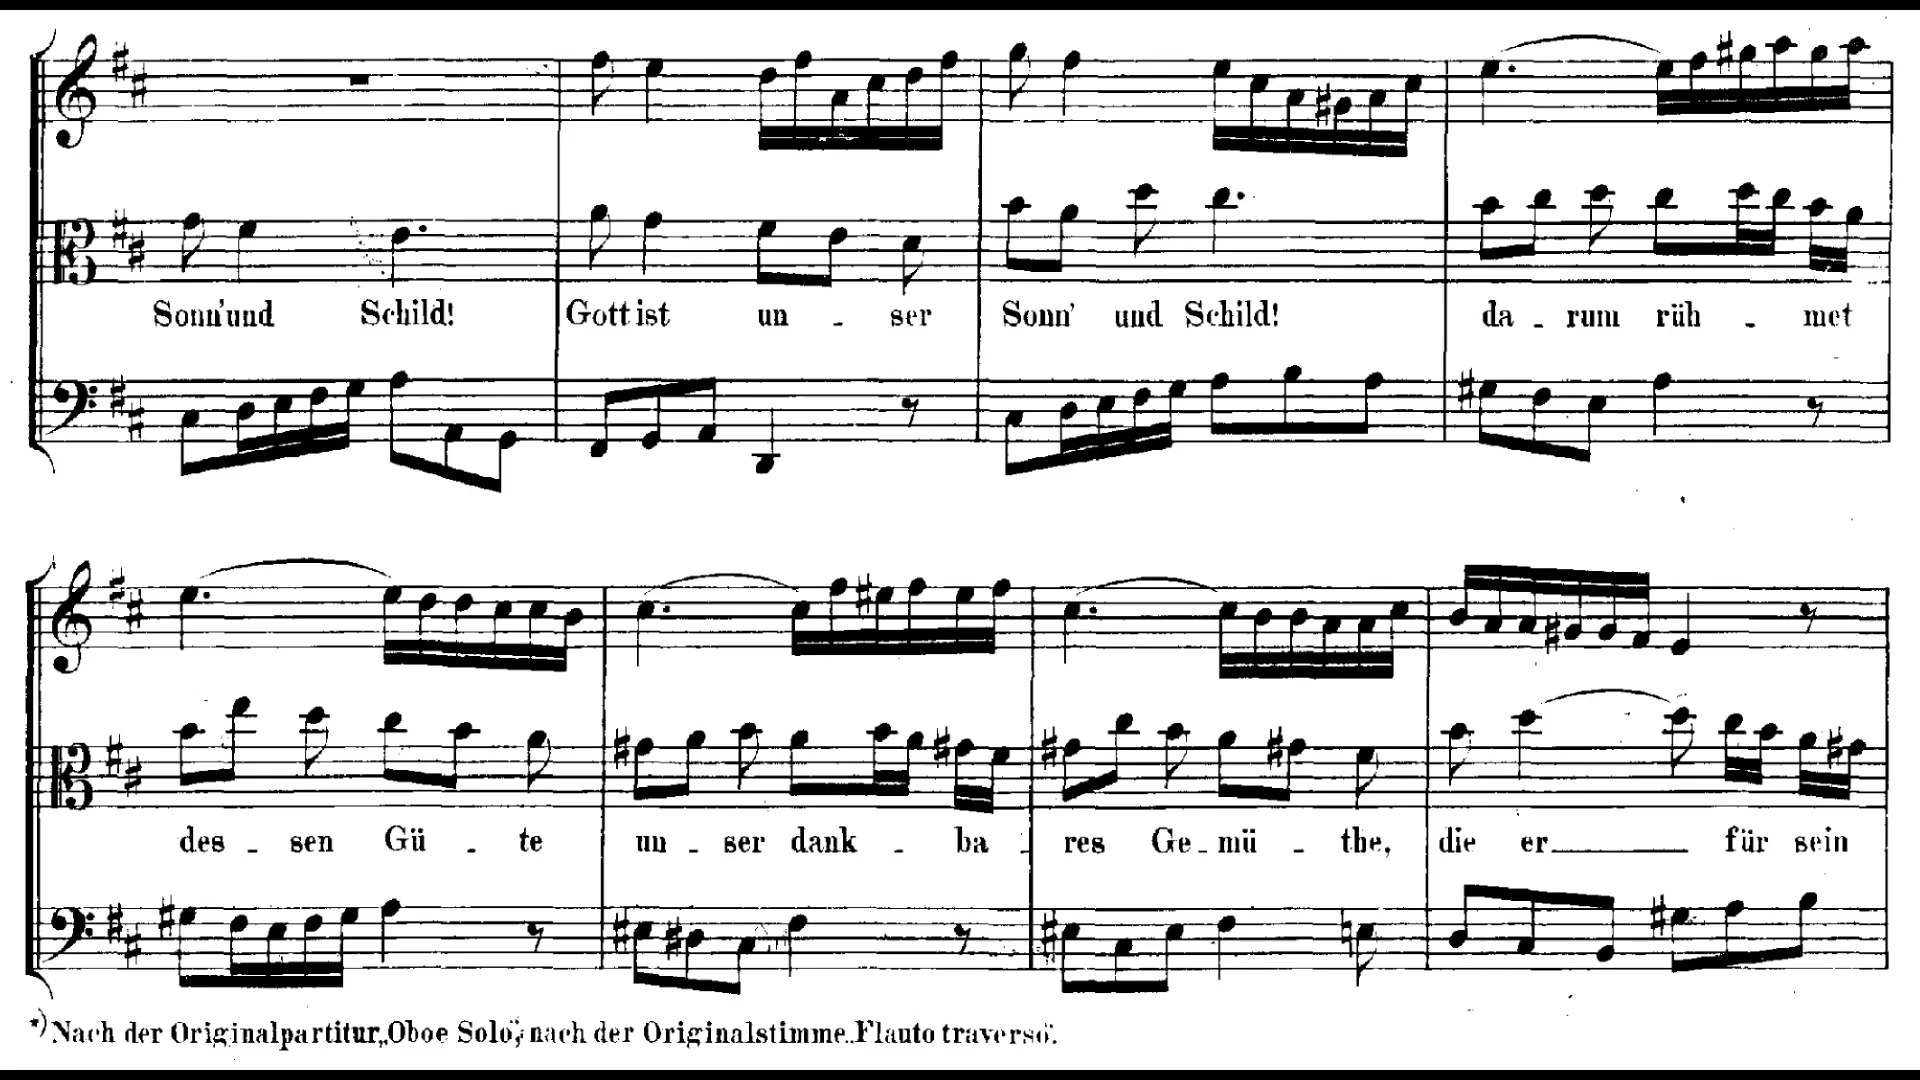 Sonn' und Schild! Gott ist un - ser Sonn' und Schild! da - rum rüh - met
des - sen Gü - te un - ser dank - ba - res Ge - mü - the, die er für sein
*) Nach der Originalpartitur „Oboe Solo“, nach der Originalstimme „Flauto traverso“.